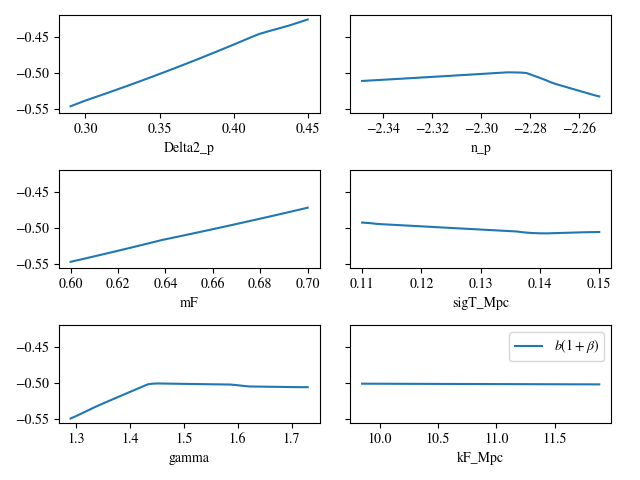 −0.45
−0.50
−0.55
0.30 0.35 0.40 0.45
Delta2_p
−2.34 −2.32 −2.30 −2.28 −2.26
n_p
−0.45
−0.50
−0.55
0.60 0.62 0.64 0.66 0.68 0.70
mF
0.11 0.12 0.13 0.14 0.15
sigT_Mpc
−0.45
−0.50
−0.55
1.3 1.4 1.5 1.6 1.7
gamma
b(1 + β)
10.0 10.5 11.0 11.5
kF_Mpc